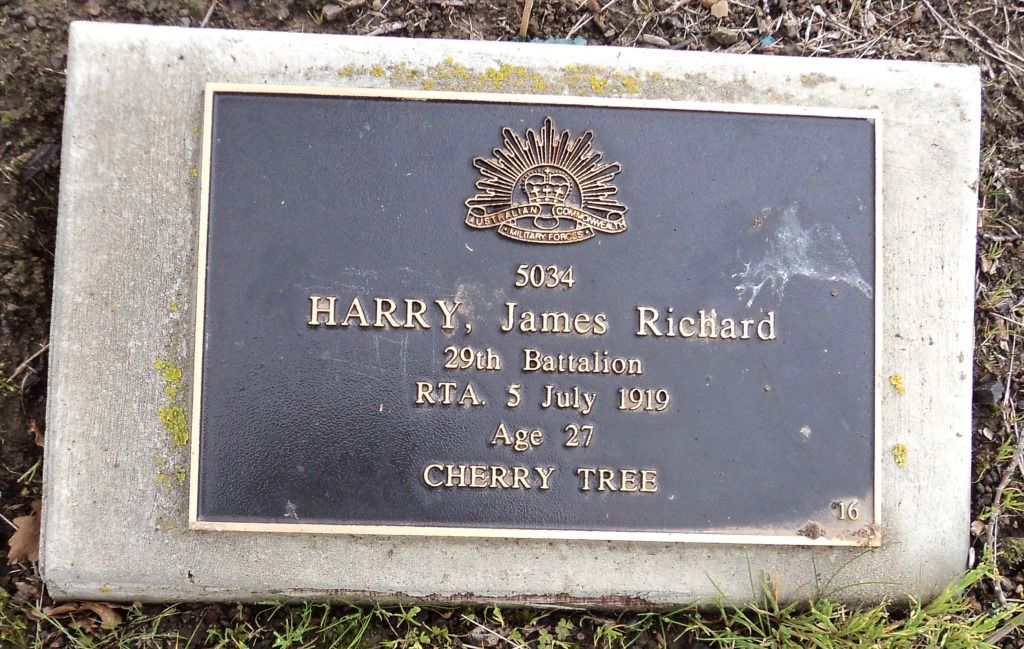 AUSTRALIAN COMMONWEALTH
MILITARY FORCES
5034
HARRY, James Richard
29th Battalion
RTA. 5 July 1919
Age 27
CHERRY TREE
16